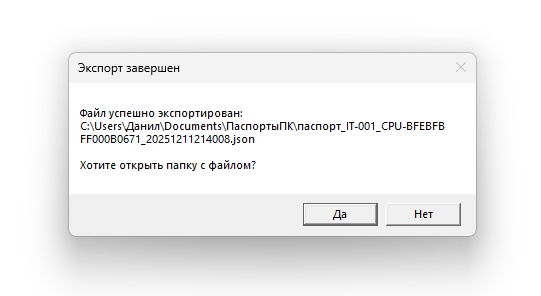 Экспорт завершен
Файл успешно экспортирован:
C:\Users\Данил\Documents\ПаспортыПК\паспорт_IT-001_CPU-BFEBFB
FF000B0671_20251211214008.json
Хотите открыть папку с файлом?
Да
Нет